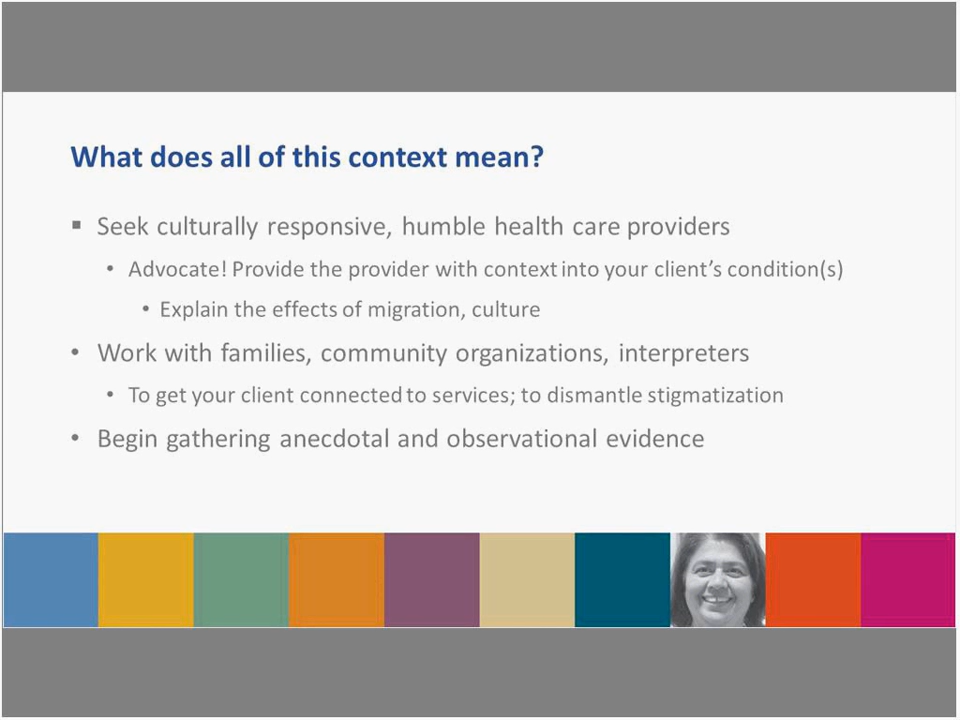 What does all of this context mean?
▪ Seek culturally responsive, humble health care providers
• Advocate! Provide the provider with context into your client’s condition(s)
• Explain the effects of migration, culture
• Work with families, community organizations, interpreters
• To get your client connected to services; to dismantle stigmatization
• Begin gathering anecdotal and observational evidence